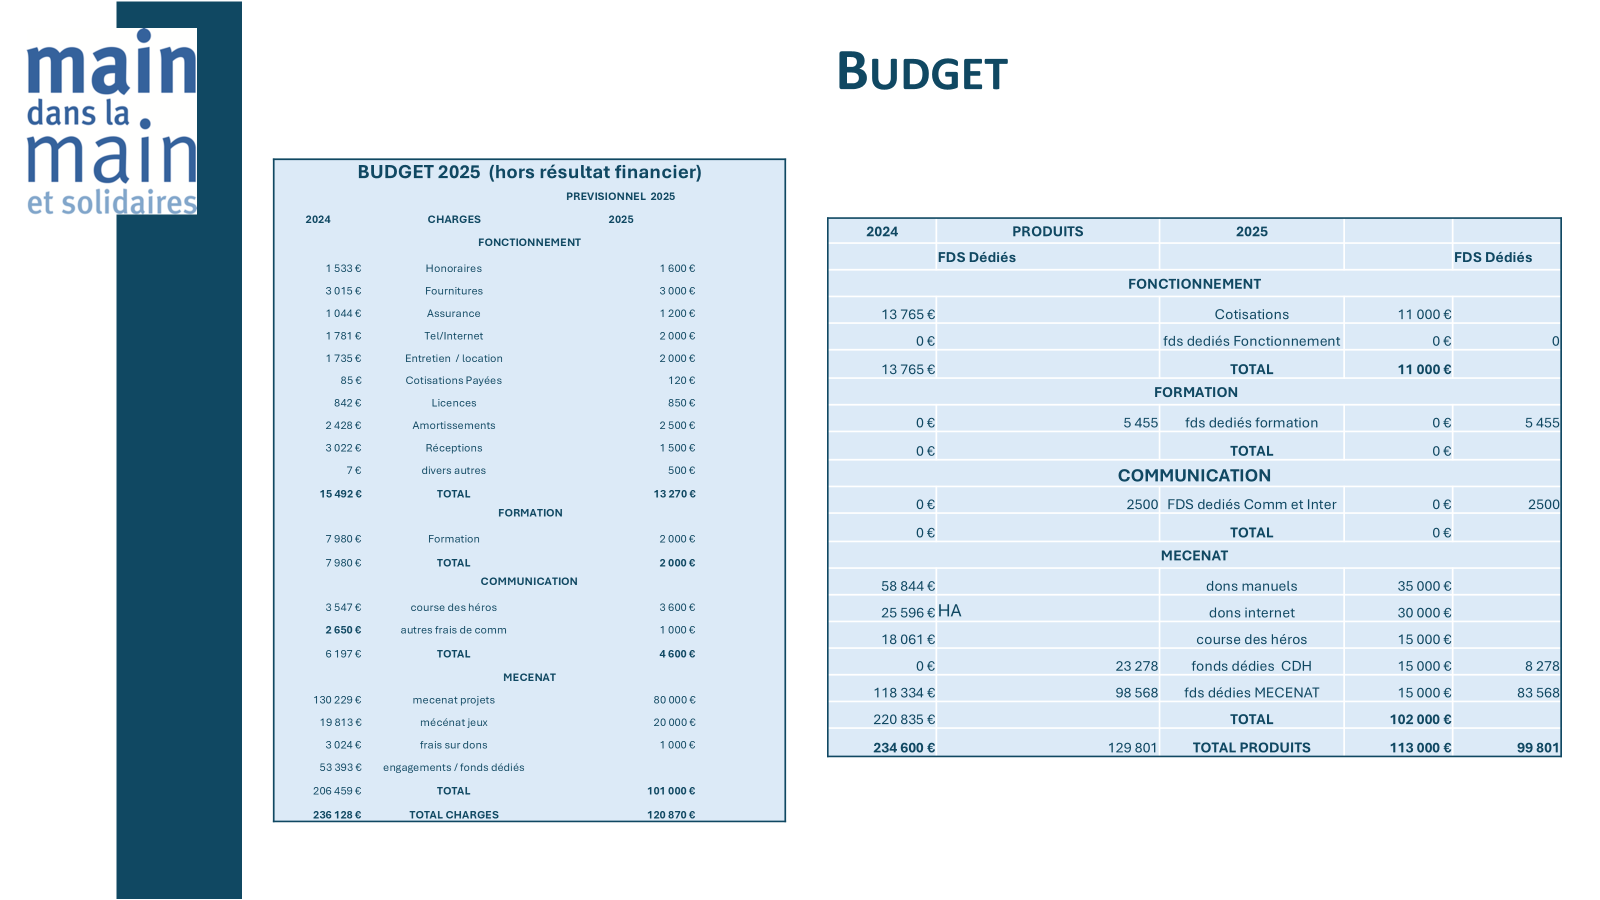 main
dans la
main
et solidaires
BUDGET
BUDGET 2025 (hors résultat financier)
PREVISIONNEL 2025
2024 CHARGES 2025
FONCTIONNEMENT
1 533 € Honoraires 1 600 €
3 015 € Fournitures 3 000 €
1 044 € Assurance 1 200 €
1 781 € Tel/Internet 2 000 €
1 735 € Entretien / location 2 000 €
85 € Cotisations Payées 120 €
842 € Licences 850 €
2 428 € Amortissements 2 500 €
3 022 € Réceptions 1 500 €
7 € divers autres 500 €
15 492 € TOTAL 13 270 €
FORMATION
7 980 € Formation 2 000 €
7 980 € TOTAL 2 000 €
COMMUNICATION
3 547 € course des héros 3 600 €
2 650 € autres frais de comm 1 000 €
6 197 € TOTAL 4 600 €
MECENAT
130 229 € mecenat projets 80 000 €
19 813 € mécénat jeux 20 000 €
3 024 € frais sur dons 1 000 €
53 393 € engagements / fonds dédiés
206 459 € TOTAL 101 000 €
236 128 € TOTAL CHARGES 120 870 €
2024 PRODUITS 2025
FDS Dédiés FDS Dédiés
FONCTIONNEMENT
13 765 € Cotisations 11 000 €
0 € fds dediés Fonctionnement 0 € 0
13 765 € TOTAL 11 000 €
FORMATION
0 € 5 455 fds dediés formation 0 € 5 455
0 € TOTAL 0 €
COMMUNICATION
0 € 2500 FDS dediés Comm et Inter 0 € 2500
0 € TOTAL 0 €
MECENAT
58 844 € dons manuels 35 000 €
25 596 € HA dons internet 30 000 €
18 061 € course des héros 15 000 €
0 € 23 278 fonds dédies CDH 15 000 € 8 278
118 334 € 98 568 fds dédies MECENAT 15 000 € 83 568
220 835 € TOTAL 102 000 €
234 600 € 129 801 TOTAL PRODUITS 113 000 € 99 801